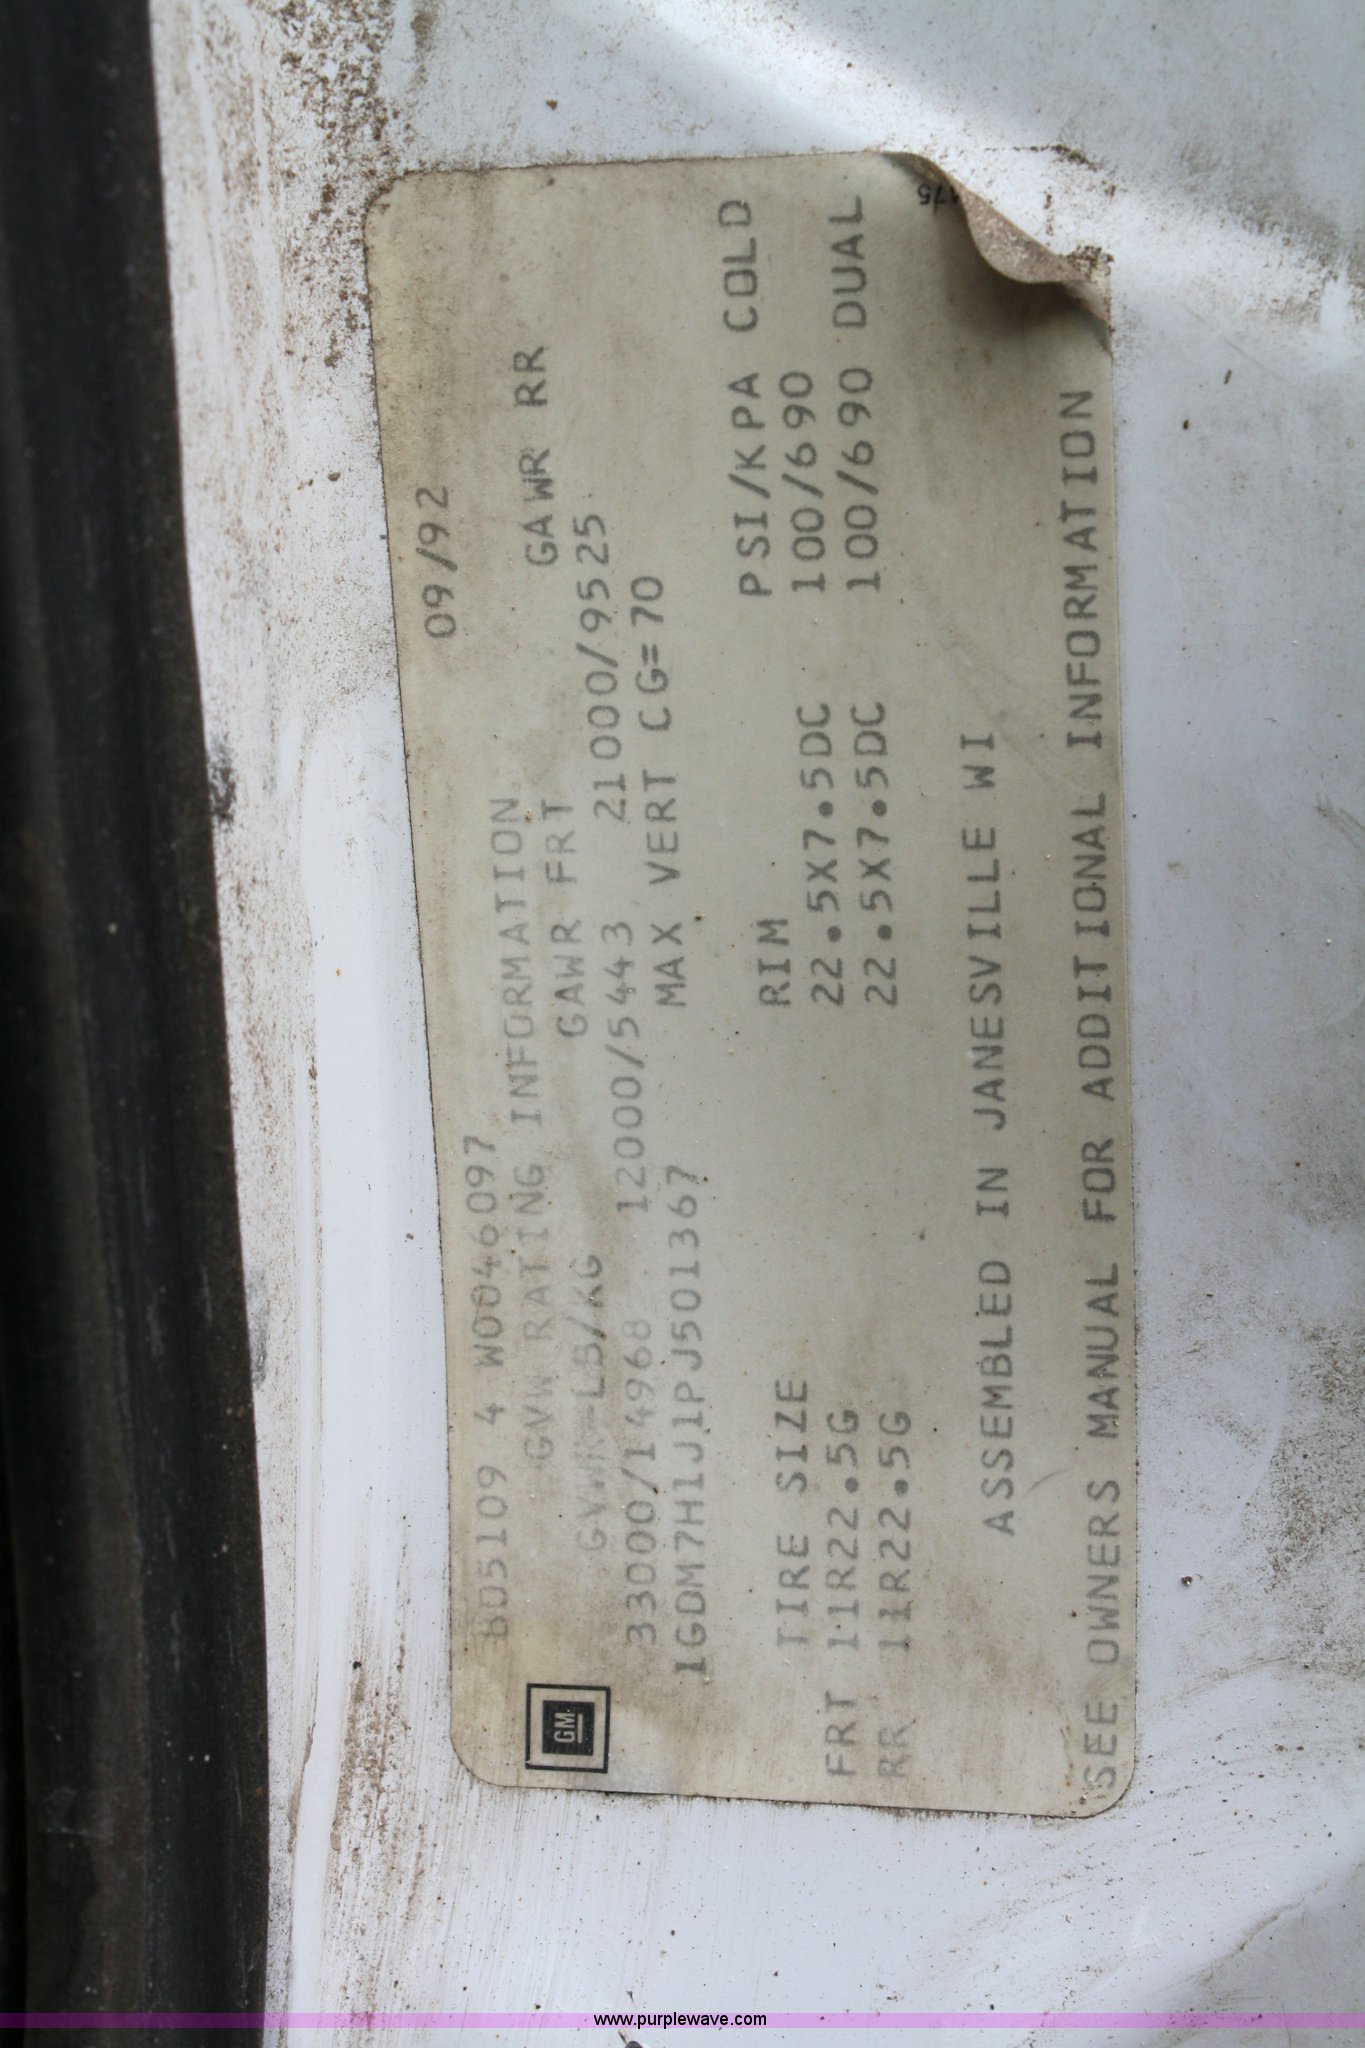 09/92
805109 4 W0046097
GVW RATING INFORMATION
GVWR-LB/KG GAWR FRT GAWR RR
33000/14968 12000/5443 21000/9525
1GDM7H1J1PJ501367 MAX VERT CG=70
GM
TIRE SIZE RIM PSI/KPA COLD
FRT 11R22.5G 22.5X7.5DC 100/690
RR 11R22.5G 22.5X7.5DC 100/690 DUAL
ASSEMBLED IN JANESVILLE WI
SEE OWNERS MANUAL FOR ADDITIONAL INFORMATION
www.purplewave.com